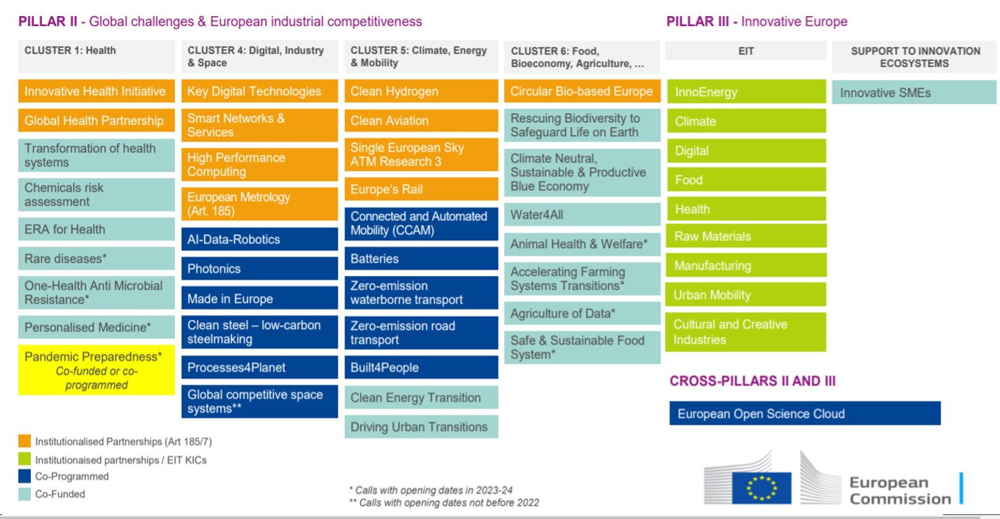 PILLAR II - Global challenges & European industrial competitiveness
CLUSTER 1: Health
Innovative Health Initiative
Global Health Partnership
Transformation of health
systems
Chemicals risk
assessment
ERA for Health
Rare diseases*
One-Health Anti Microbial
Resistance*
Personalised Medicine*
Pandemic Preparedness*
Co-funded or co-
programmed
CLUSTER 4: Digital, Industry
& Space
Key Digital Technologies
Smart Networks &
Services
High Performance
Computing
European Metrology
(Art. 185)
AI-Data-Robotics
Photonics
Made in Europe
Clean steel – low-carbon
steelmaking
Processes4Planet
Global competitive space
systems**
CLUSTER 5: Climate, Energy
& Mobility
Clean Hydrogen
Clean Aviation
Single European Sky
ATM Research 3
Europe's Rail
Connected and Automated
Mobility (CCAM)
Batteries
Zero-emission
waterborne transport
Zero-emission road
transport
Built4People
Clean Energy Transition
Driving Urban Transitions
CLUSTER 6: Food,
Bioeconomy, Agriculture, …
Circular Bio-based Europe
Rescuing Biodiversity to
Safeguard Life on Earth
Climate Neutral,
Sustainable & Productive
Blue Economy
Water4All
Animal Health & Welfare*
Accelerating Farming
Systems Transitions*
Agriculture of Data*
Safe & Sustainable Food
System*
PILLAR III - Innovative Europe
EIT
InnoEnergy
Climate
Digital
Food
Health
Raw Materials
Manufacturing
Urban Mobility
Cultural and Creative
Industries
SUPPORT TO INNOVATION
ECOSYSTEMS
Innovative SMEs
CROSS-PILLARS II AND III
European Open Science Cloud
Institutionalised Partnerships (Art 185/7)
Institutionaised partnerships / EIT KICs
Co-Programmed
Co-Funded
* Calls with opening dates in 2023-24
** Calls with opening dates not before 2022
European
Commission